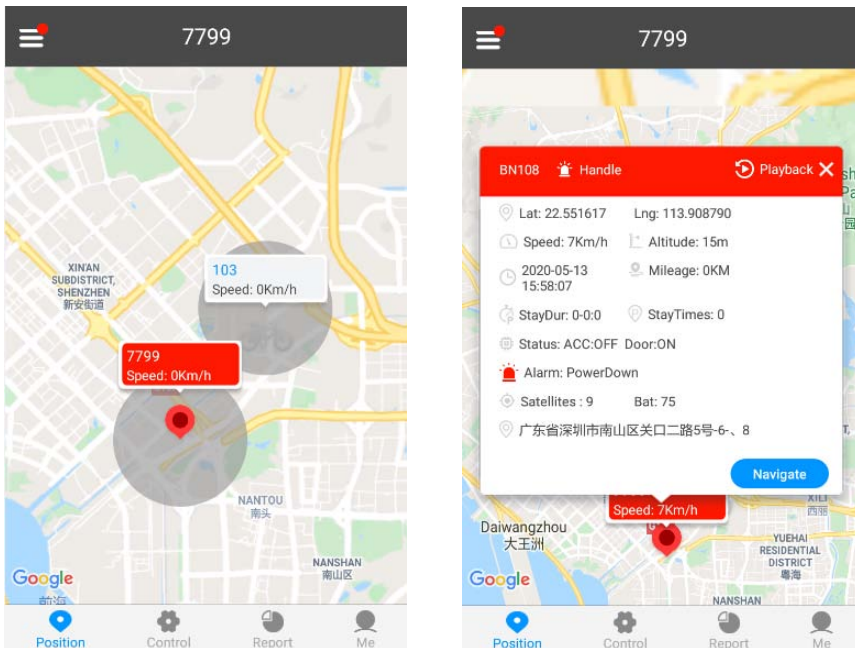 7799
XIN'AN
SUBDISTRICT,
SHENZHEN
新安街道
103
Speed: 0Km/h
7799
Speed: 0Km/h
NANTOU
南头
NANSHAN
南山区
Google
前海
Position Control Report Me
7799
BN108 Handle Playback
Lat: 22.551617 Lng: 113.908790
Speed: 7Km/h Altitude: 15m
2020-05-13
15:58:07
Mileage: 0KM
StayDur: 0-0:0 StayTimes: 0
Status: ACC:OFF Door:ON
Alarm: PowerDown
Satellites : 9 Bat: 75
广东省深圳市南山区关口二路5号-6-、8
Navigate
Speed: 7Km/h
XILI
西丽
Daiwangzhou
大王洲
YUEHAI
RESIDENTIAL
DISTRICT
粤海
Google
NANSHAN
Position Control Report Me